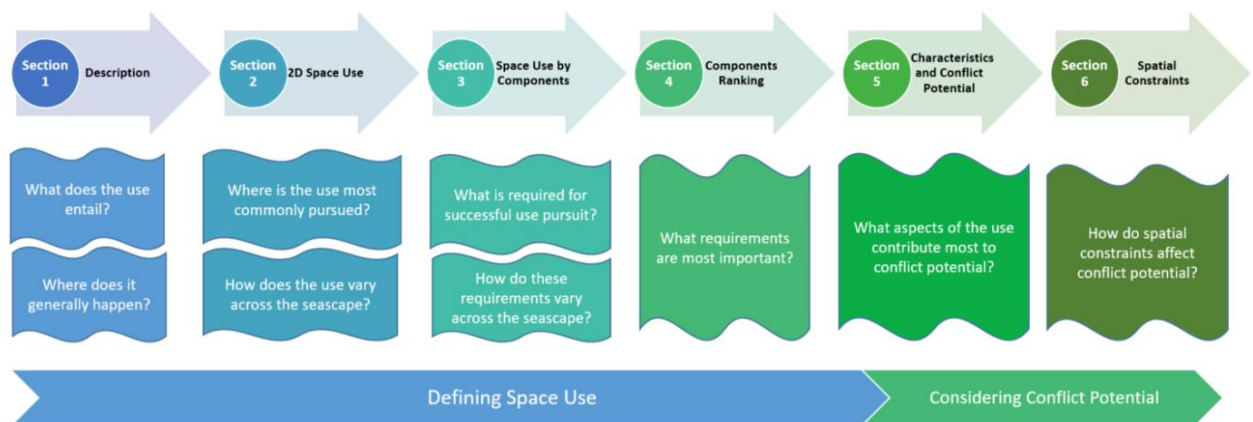 Section
1
Description
Section
2
2D Space Use
Section
3
Space Use by
Components
Section
4
Components
Ranking
Section
5
Characteristics
and Conflict
Potential
Section
6
Spatial
Constraints
What does the use
entail?
Where does it
generally happen?
Where is the use most
commonly pursued?
How does the use vary
across the seascape?
What is required for
successful use pursuit?
How do these
requirements vary
across the seascape?
What requirements
are most important?
What aspects of the use
contribute most to
conflict potential?
How do spatial
constraints affect
conflict potential?
Defining Space Use
Considering Conflict Potential